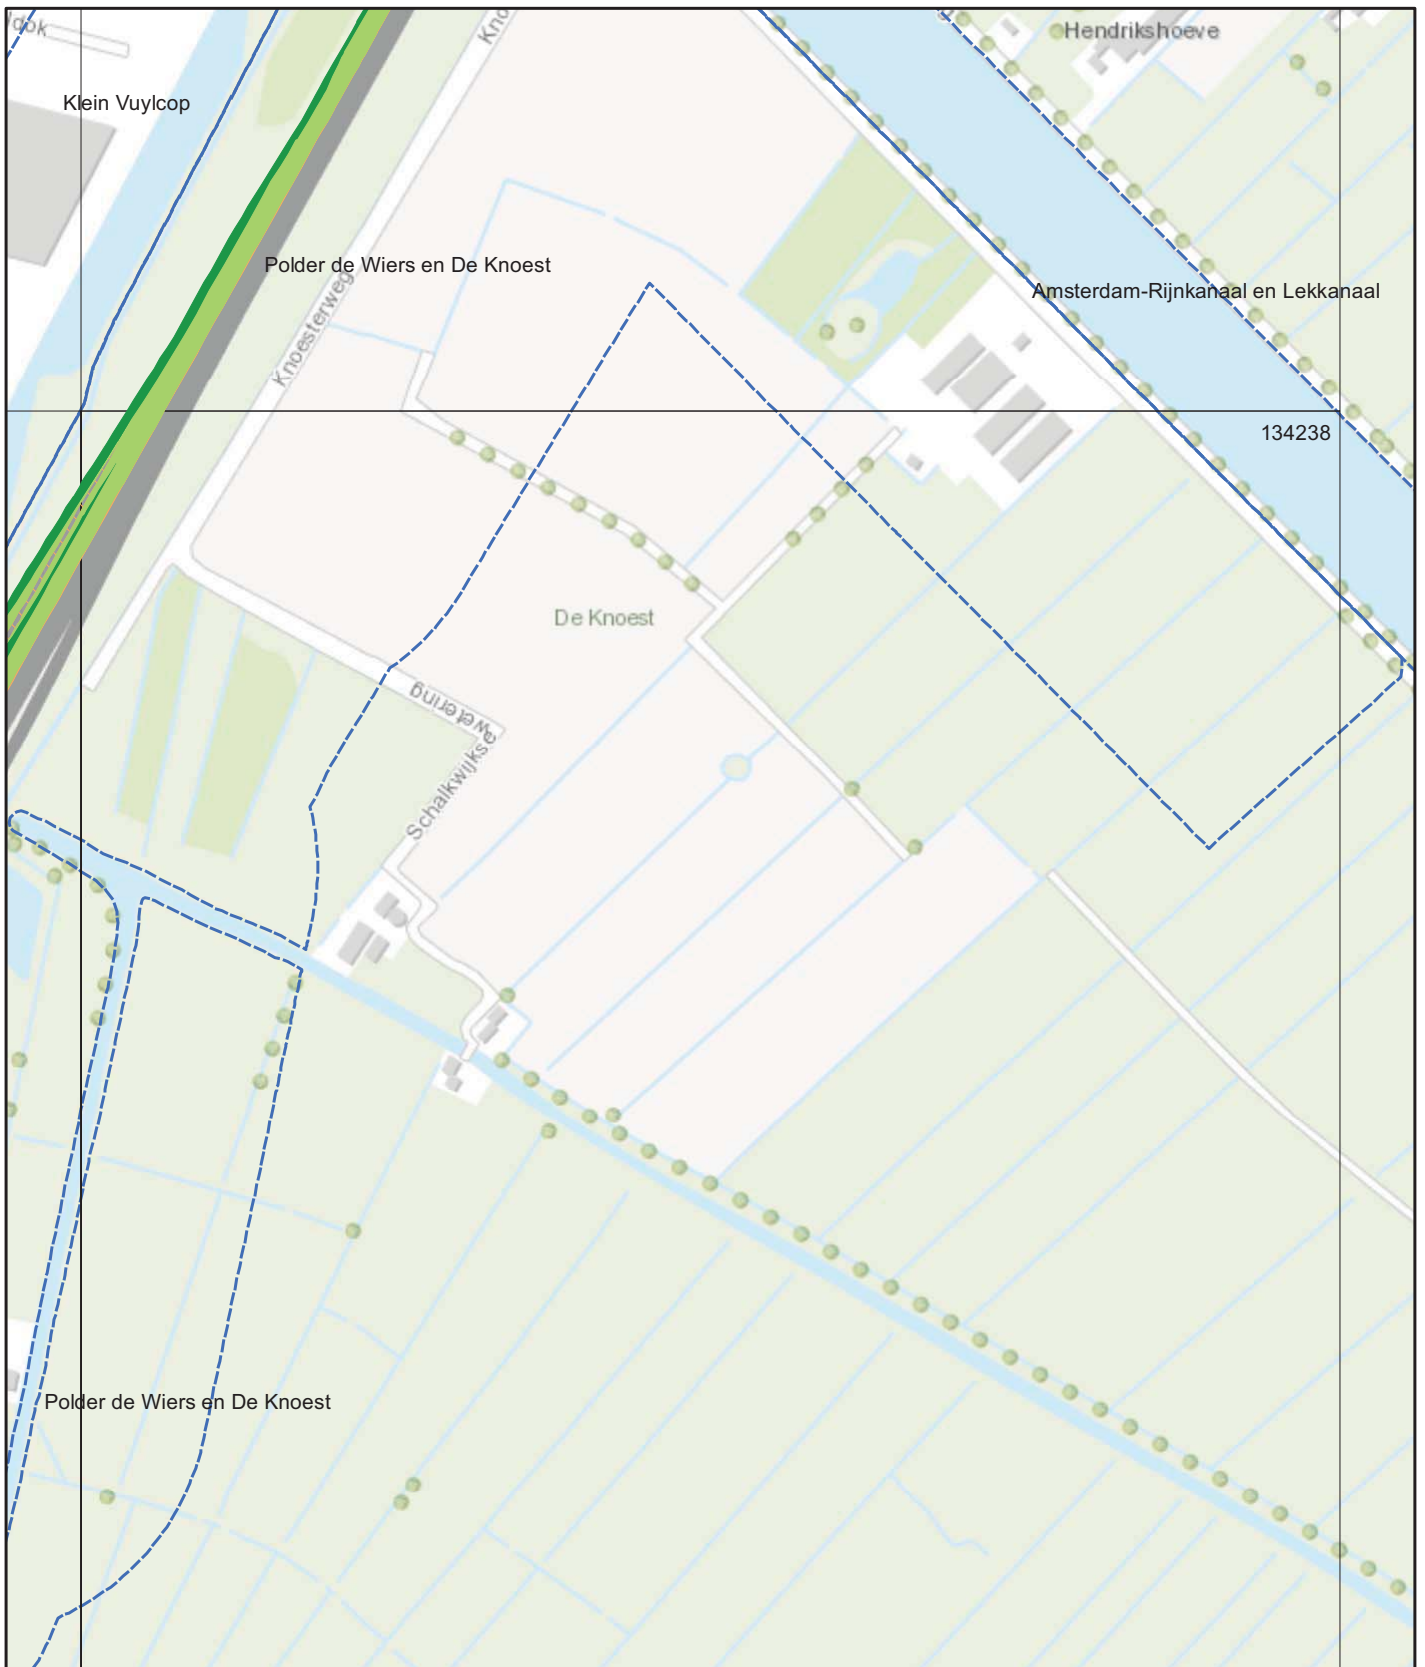 Hendrikshoeve
Klein Vuylcop
Polder de Wiers en De Knoest
Amsterdam-Rijnkanaal en Lekkanaal
Knoesterweg
134238
De Knoest
Schalkwijkse
wetering
Polder de Wiers en De Knoest